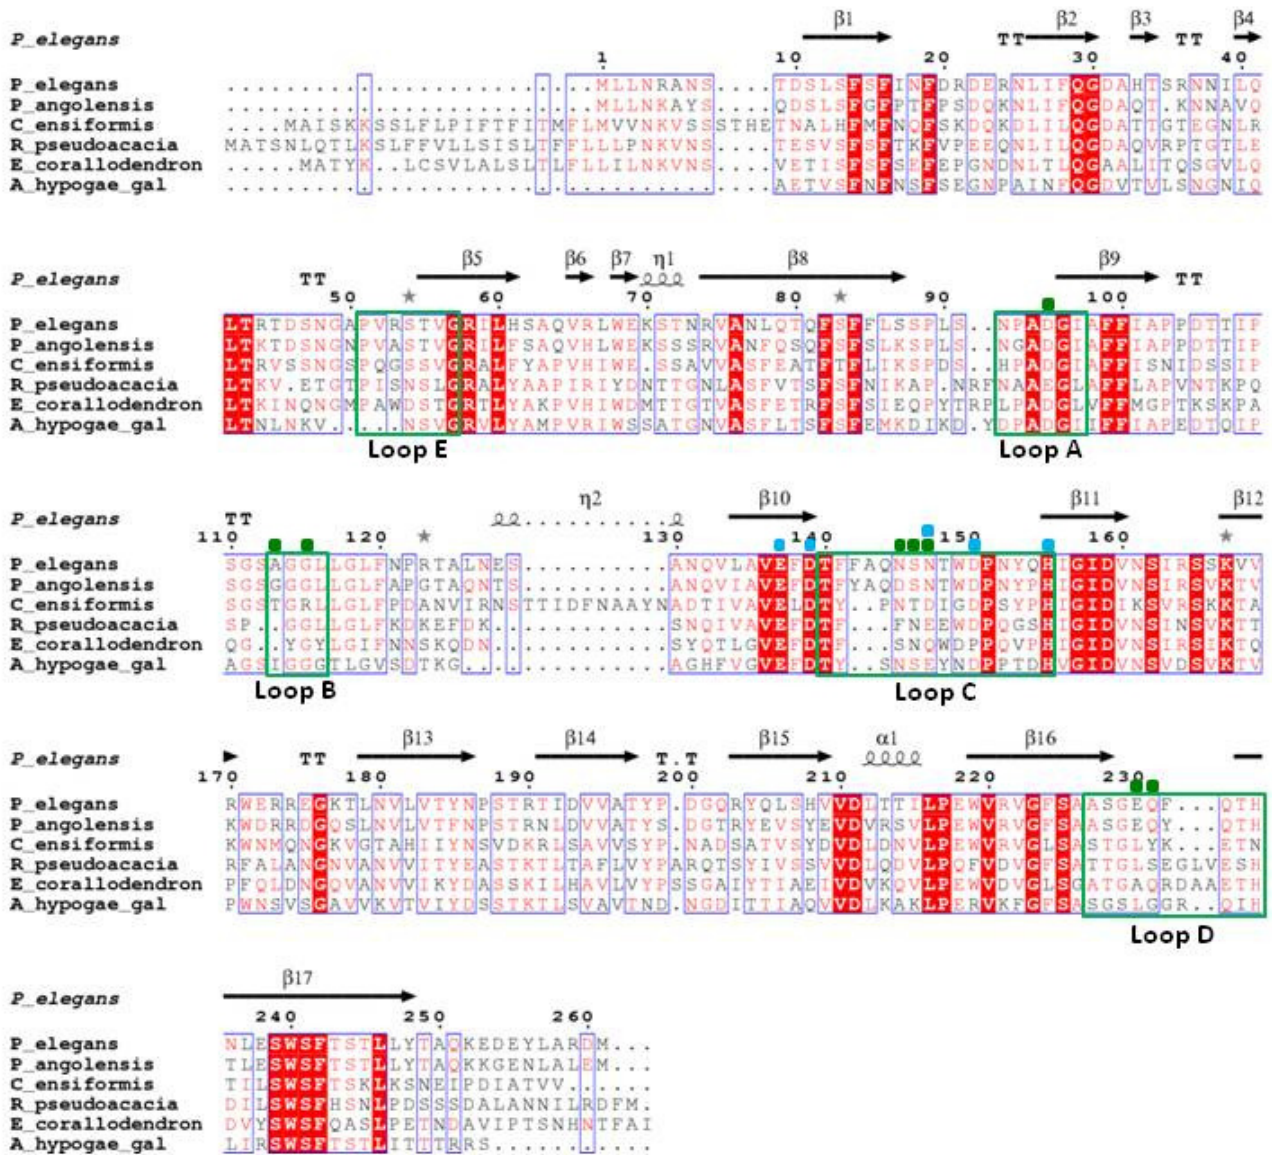 β1 β2 β3 β4
P_elegans TT TT
1 10 20 30 40
P_elegans .........................MLLNRANS....TDSLSFSFINFDRDERNLIFQGDAHTSRNNILQ
P_angolensis .........................MLLNKAYS....QDSLSFGFPTFPSDQKNLIFQGDAQT.KNNAVQ
C_ensiformis ....MAISKKSSLFLPIFTFITMFLMVVNKVSSSTHETNALHFMFNQFSKDQKDLILQGDATTGTEGNLR
R_pseudoacacia MATSNLQTLKSLFFVLLSISLTFFLLLPNKVNS....TESVSFSFTKFVPEEQNLILQGDAQVRPTGTLE
E_corallodendron .....MATYK..LCSVLALSLTLFLLILNKVNS....VETISFSFSEFEPGNDNLTLQGAALITQSGVLQ
A_hypogae_gal .....................................AETVSFNFNSFSEGNPAINFQGDVTVLSNGNIQ
β5 β6 β7 η1 β8 β9
P_elegans TT TT
50 60 70 80 90 100
P_elegans LTRTDSNGAPVRSTVGRILHSAQVRLWEKSTNRVANLQTQFSFFLSSPLS..NPADGIAFFIAPPDTTIP
P_angolensis LTKTDSNGNPVASTVGRILFSAQVHLWEKSSSRVANFQSQFSFSLKSPLS..NGADGIAFFIAPPDTTIP
C_ensiformis LTRVSSNGSPQGSSVGRALFYAPVHIWE.SSAVVASFEATFTFLIKSPDS..HPADGIAFFISNIDSSIP
R_pseudoacacia LTKV.ETGTPISNSLGRALYAAPIRIYDNTTGNLASFVTSFSFNIKAP.NRFNAAEGLAFFLAPVNTKPQ
E_corallodendron LTKINQNGMPAWDSTGRTLYAKPVHIWDMTTGTVASFETRFSFSIEQPYTRPLPADGLVFFMGPTKSKPA
A_hypogae_gal LTNLNKV....NSVGRVLYAMPVRIWSSATGNVASFLTSFSFEMKDIKD.YDPADGIIFFIAPEDTQIP
Loop E Loop A
β10 β11 β12
P_elegans TT η2
110 120 130 140 150 160
P_elegans SGSAGGLLGLFNPRTALNES..........ANQVLAVEFDTFFAQNSNTWDPNYQHIGIDVNSIRSSKVV
P_angolensis SGSGGGLLGLFAPGTAQNTS..........ANQVIAVEFDTFYAQDSNTWDPNYPHIGIDVNSIRSVKTV
C_ensiformis SGSTGRLLGLFPDANVIRNSTTIDFNAAYNADTIVAVELDTY..PNTDIGDPSYPHIGIDIKSVRSKKTA
R_pseudoacacia SP..GGLLGLFKDKEFDK............SNQIVAVEFDTF..FNEEWDPQGSHIGIDVNSINSVKTT
E_corallodendron QG..YGYLGIFNNSKQDN............SYQTLGVEFDTF..SNQWDPPQVPHIGIDVNSIRSIKTQ
A_hypogae_gal AGSIGGGTLGVSDTKG..............AGHFVGVEFDTY..SNSEYNDPPTDHVGIDVNSVDSVKTV
Loop B Loop C
β13 β14 β15 α1 β16
P_elegans TT T.T
170 180 190 200 210 220 230
P_elegans RWERREGKTLNVLVTYNPSTRTIDVVATYP.DGQRYQLSHVVDLTTILPEWVRVGFSAASGEQF...QTH
P_angolensis KWDRRDGQSLNVLVTFNPSTRNLDVVATYS.DGTRYEVSYEVDVRSVLPEWVRVGFSAASGEQY...QTH
C_ensiformis KWNMQNGKVGTAHIIYNSVDKRLSAVVSYP.NADSATVSYDVDLDNVLPEWVRVGLSASTGLYK...ETN
R_pseudoacacia RFALANGNVANVVITYEASTKTLTAFLVYPARQTSYIVSSVVDLQDVLPQFVDVGFSATTGLSEGLVESH
E_corallodendron PFQLDNGQVANVVIKYDASSKILHAVLVYPSSGAIYTIAEIVDVKQVLPEWVDVGLSGATGAQRDAAETH
A_hypogae_gal PWNSVSGAVVKVTVIYDSSTKTLSVAVTND.NGDITTIAQVVDLKAKLPERVKFGFSASGSLGGR..QIH
Loop D
β17
P_elegans
240 250 260
P_elegans NLESWSFTSTLLYTAQKEDEYLARDM...
P_angolensis TLESWSFTSTLLYTAQKKGENLALEM...
C_ensiformis TILSWSFTSKLKSNEIPDIATVV......
R_pseudoacacia DILSWSFHSNLPDSSSDALANNILRDFM.
E_corallodendron DVYSWSFQASLPETNDAVIPTSNHNTFAI
A_hypogae_gal LIRSWSFTSTLITTTRRS...........